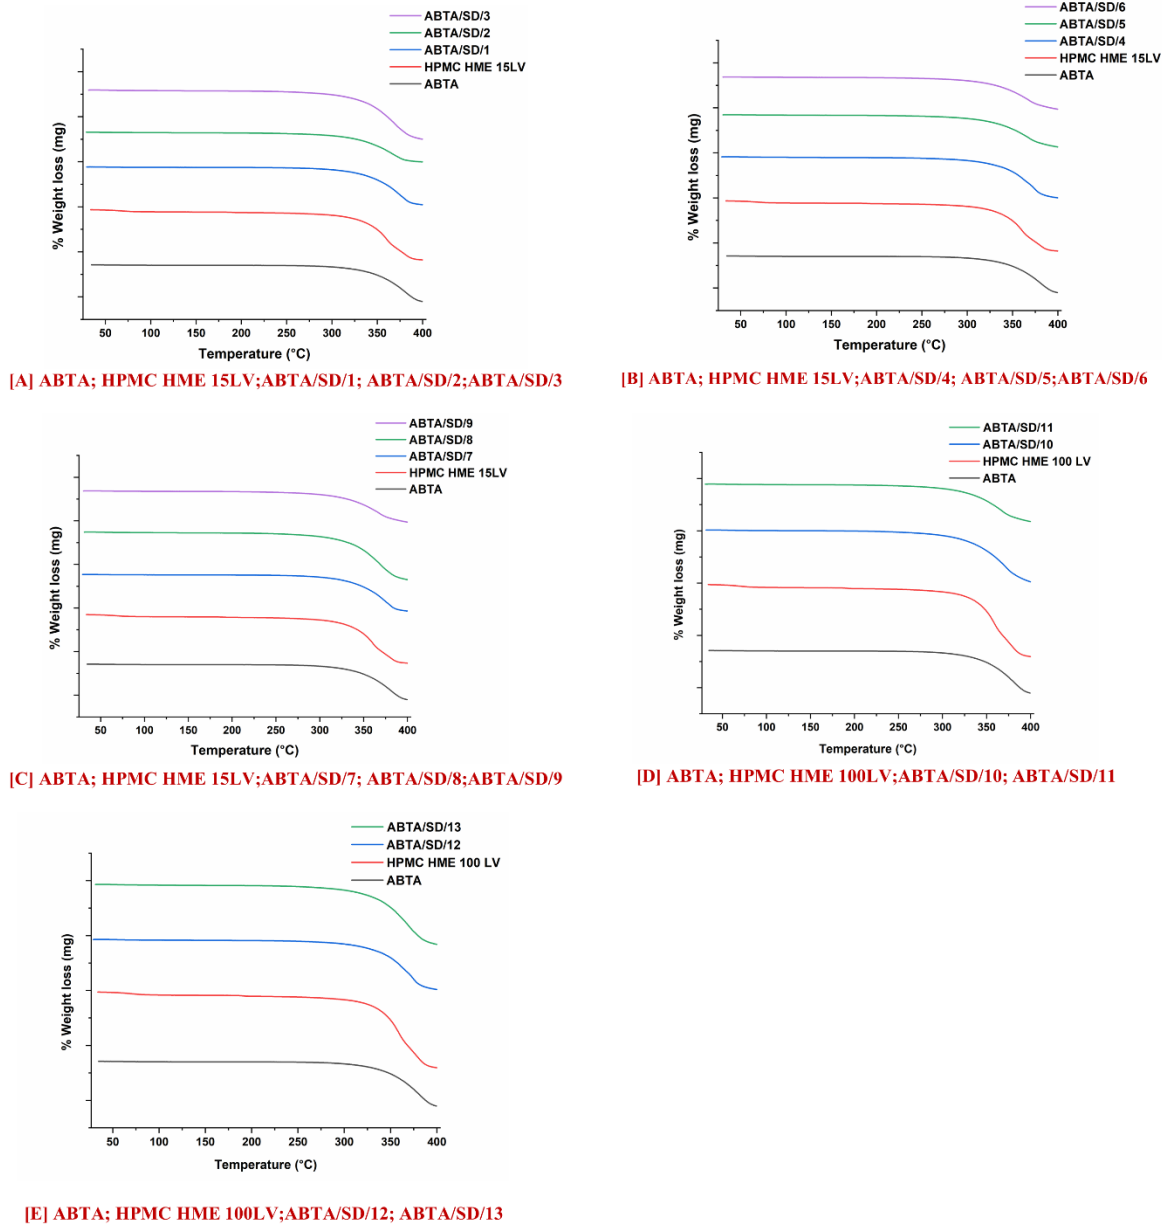 ABTA/SD/3
ABTA/SD/2
ABTA/SD/1
HPMC HME 15LV
ABTA
% Weight loss (mg)
50 100 150 200 250 300 350 400
Temperature (°C)
[A] ABTA; HPMC HME 15LV;ABTA/SD/1; ABTA/SD/2;ABTA/SD/3
ABTA/SD/6
ABTA/SD/5
ABTA/SD/4
HPMC HME 15LV
ABTA
% Weight loss (mg)
50 100 150 200 250 300 350 400
Temperature (°C)
[B] ABTA; HPMC HME 15LV;ABTA/SD/4; ABTA/SD/5;ABTA/SD/6
ABTA/SD/9
ABTA/SD/8
ABTA/SD/7
HPMC HME 15LV
ABTA
% Weight loss (mg)
50 100 150 200 250 300 350 400
Temperature (°C)
[C] ABTA; HPMC HME 15LV;ABTA/SD/7; ABTA/SD/8;ABTA/SD/9
ABTA/SD/11
ABTA/SD/10
HPMC HME 100 LV
ABTA
% Weight loss (mg)
50 100 150 200 250 300 350 400
Temperature (°C)
[D] ABTA; HPMC HME 100LV;ABTA/SD/10; ABTA/SD/11
ABTA/SD/13
ABTA/SD/12
HPMC HME 100 LV
ABTA
% Weight loss (mg)
50 100 150 200 250 300 350 400
Temperature (°C)
[E] ABTA; HPMC HME 100LV;ABTA/SD/12; ABTA/SD/13